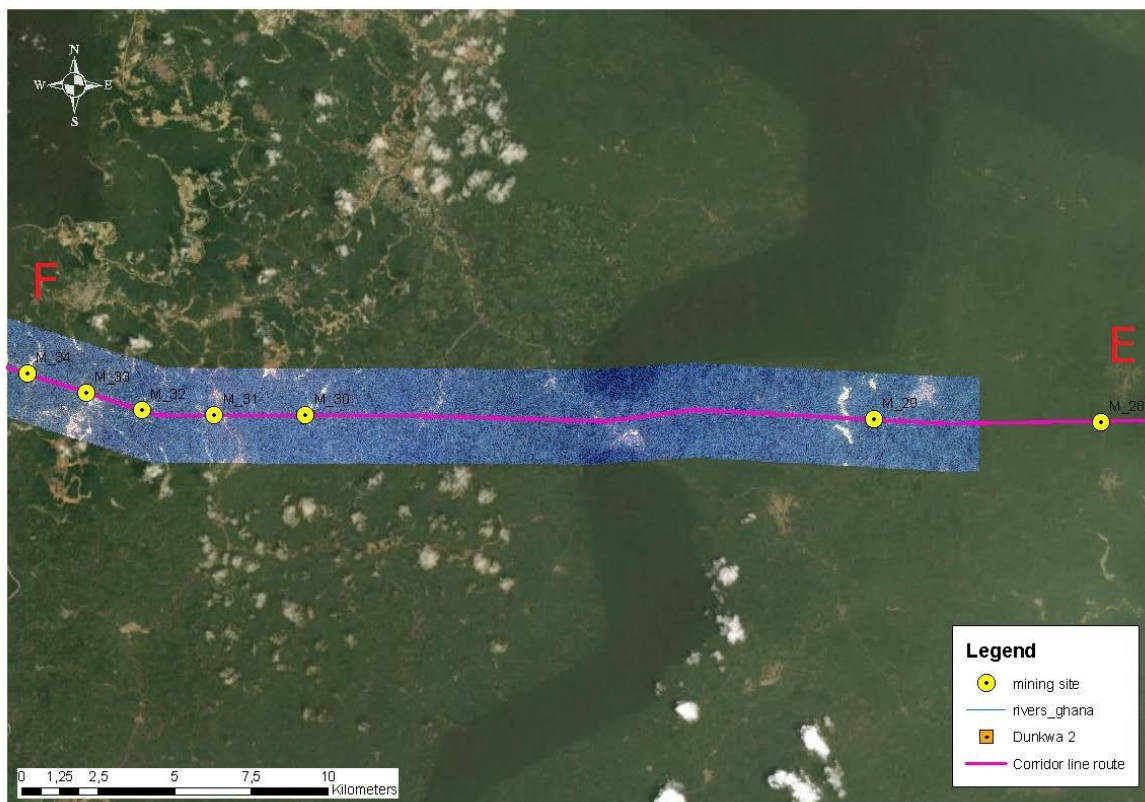 N
W E
S
F
E
M_34
M_33
M_32
M_31
M_30
M_29
M_28
Legend
mining site
rivers_ghana
Dunkwa 2
Corridor line route
0 1,25 2,5 5 7,5 10
Kilometers